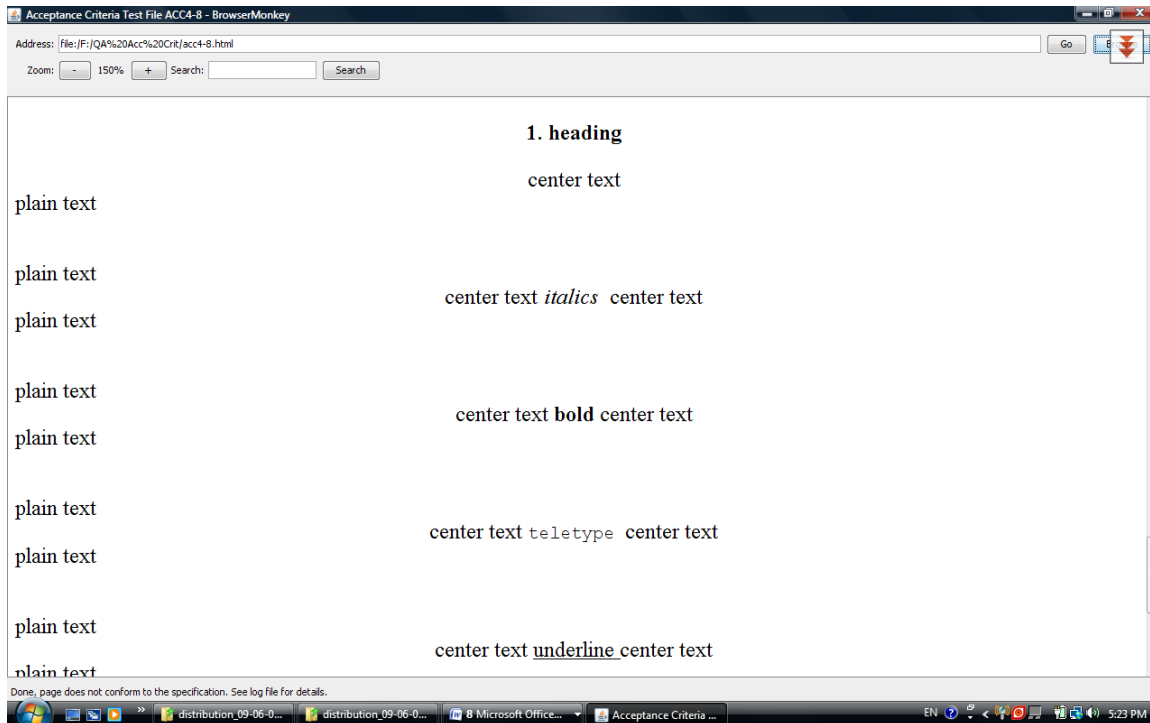 Acceptance Criteria Test File ACC4-8 - BrowserMonkey
Address: file:/F:/QA%20Acc%20Crit/acc4-8.html Go
Zoom: - 150% + Search: Search
1. heading
center text
plain text
plain text
center text italics center text
plain text
plain text
center text bold center text
plain text
plain text
center text teletype center text
plain text
plain text
center text underline center text
plain text
Done, page does not conform to the specification. See log file for details.
distribution_09-06-0... distribution_09-06-0... 8 Microsoft Office... Acceptance Criteria ... EN 5:23 PM